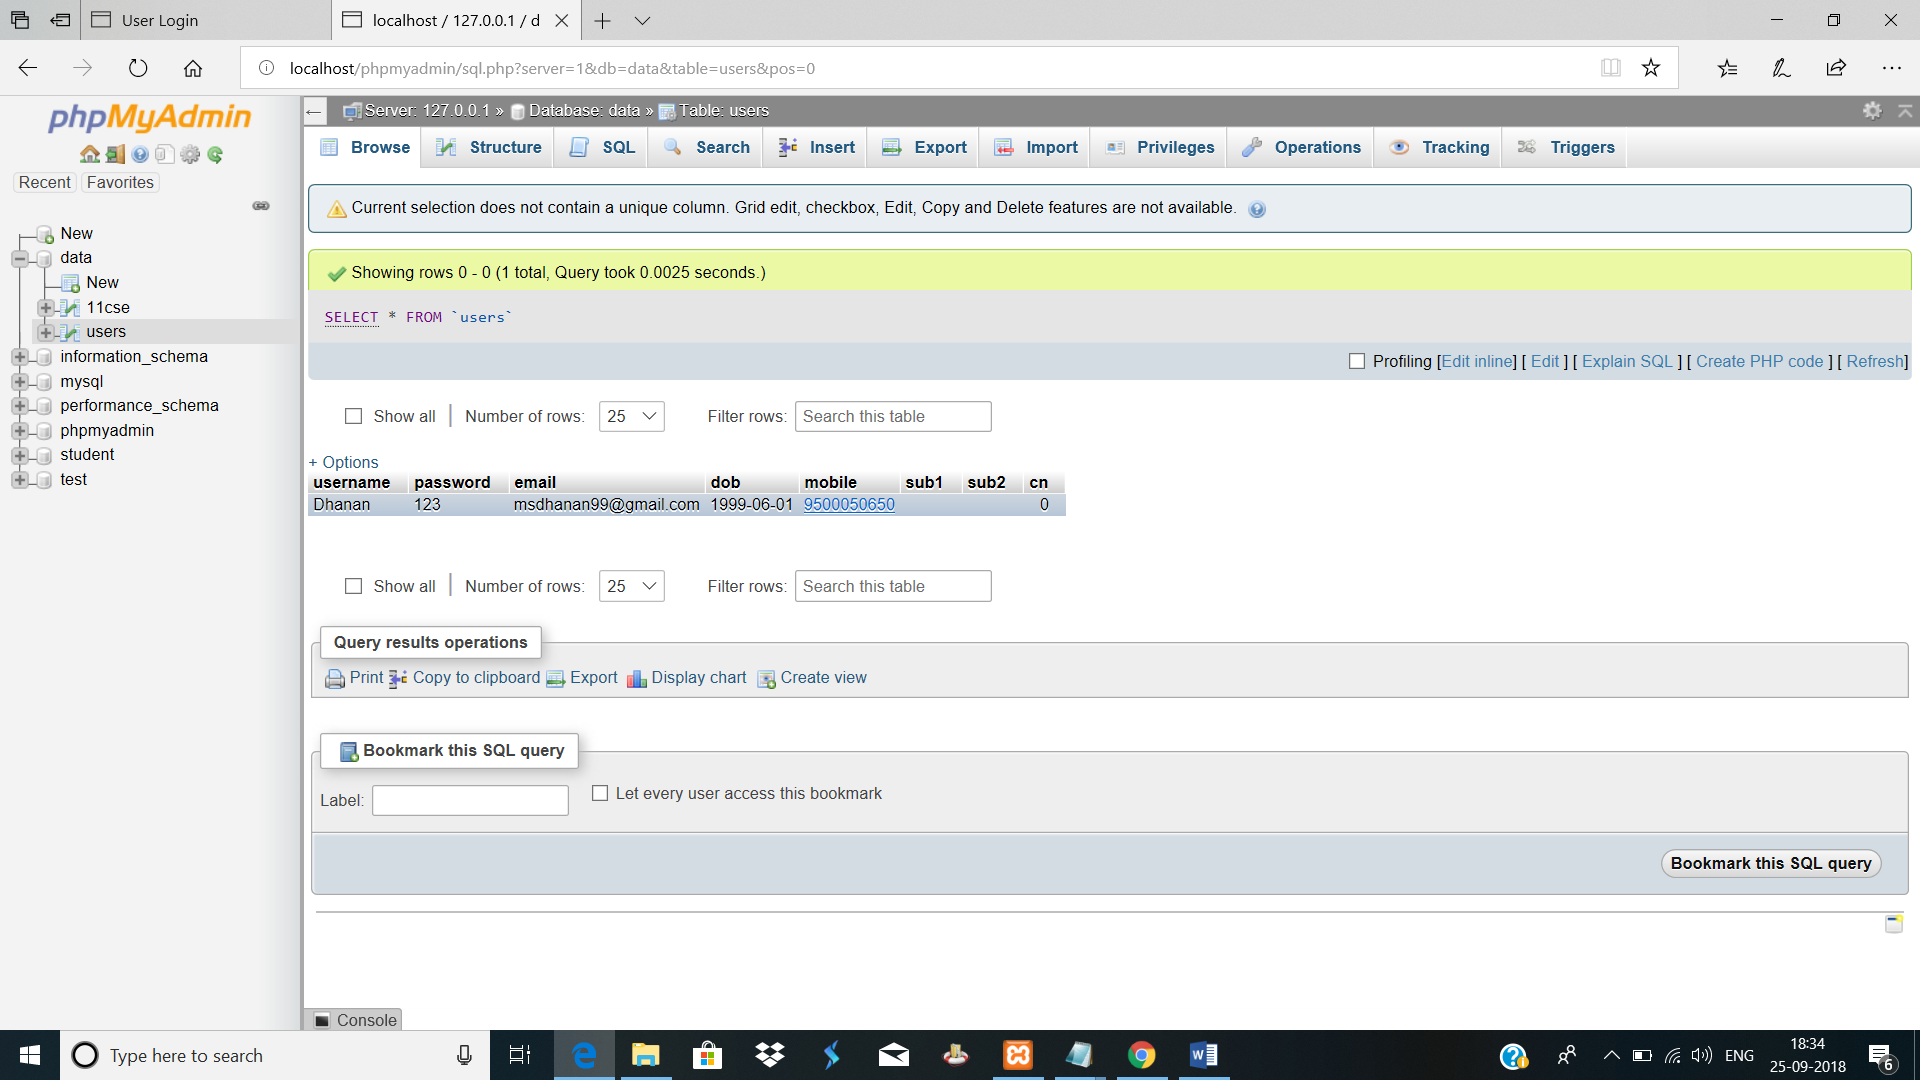 User Login
localhost / 127.0.0.1 / d
localhost/phpmyadmin/sql.php?server=1&db=data&table=users&pos=0
phpMyAdmin
Recent Favorites
New
data
New
11cse
users
information_schema
mysql
performance_schema
phpmyadmin
student
test
Server: 127.0.0.1 » Database: data » Table: users
Browse Structure SQL Search Insert Export Import Privileges Operations Tracking Triggers
Current selection does not contain a unique column. Grid edit, checkbox, Edit, Copy and Delete features are not available.
Showing rows 0 - 0 (1 total, Query took 0.0025 seconds.)
SELECT * FROM `users`
Profiling [Edit inline] [ Edit ] [ Explain SQL ] [ Create PHP code ] [ Refresh]
Show all | Number of rows: 25 Filter rows: Search this table
+ Options
username password email dob mobile sub1 sub2 cn
Dhanan 123 msdhanan99@gmail.com 1999-06-01 9500050650 0
Show all | Number of rows: 25 Filter rows: Search this table
Query results operations
Print Copy to clipboard Export Display chart Create view
Bookmark this SQL query
Label: Let every user access this bookmark
Bookmark this SQL query
Console
Type here to search
ENG
18:34
25-09-2018
6